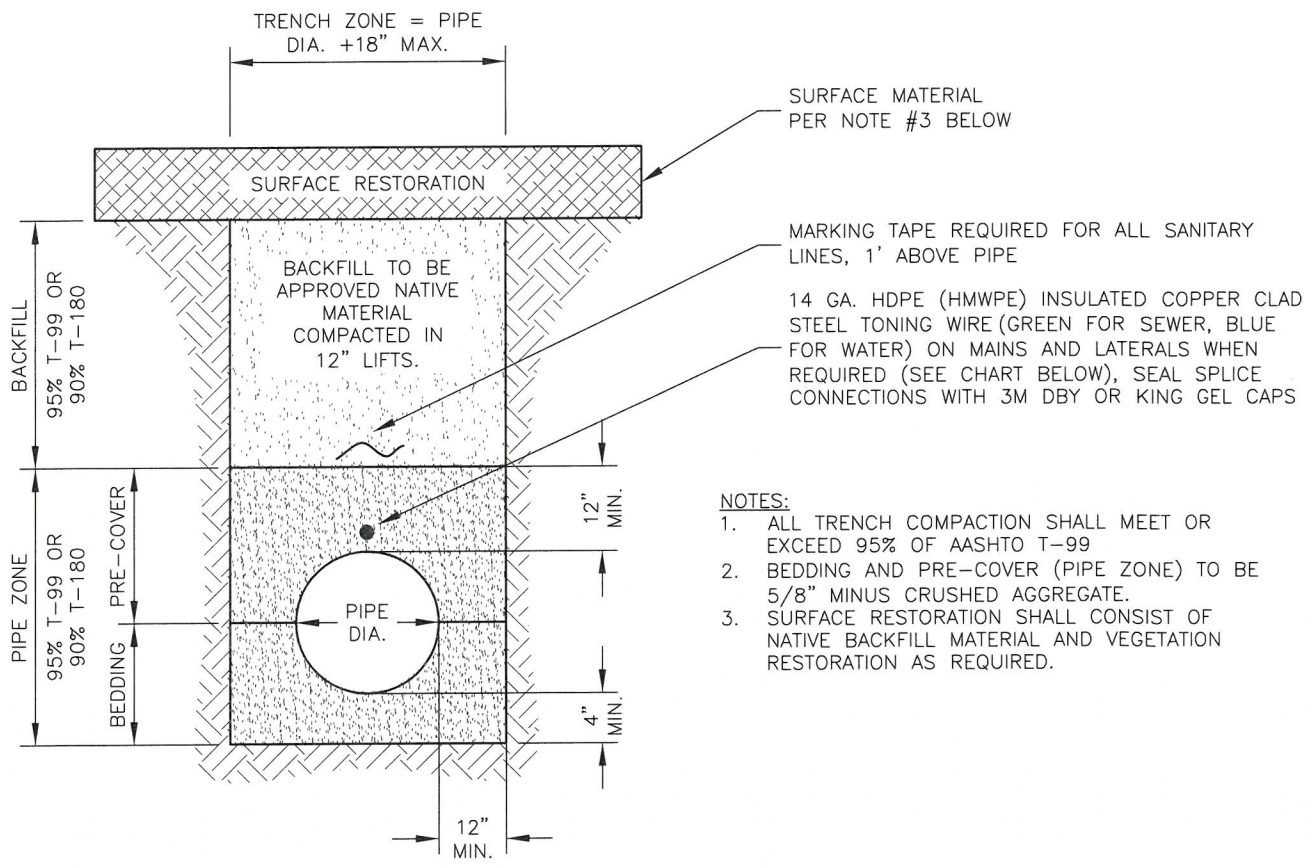 TRENCH ZONE = PIPE
DIA. +18" MAX.
SURFACE MATERIAL
PER NOTE #3 BELOW
SURFACE RESTORATION
MARKING TAPE REQUIRED FOR ALL SANITARY
LINES, 1' ABOVE PIPE
14 GA. HDPE (HMWPE) INSULATED COPPER CLAD
STEEL TONING WIRE (GREEN FOR SEWER, BLUE
FOR WATER) ON MAINS AND LATERALS WHEN
REQUIRED (SEE CHART BELOW), SEAL SPLICE
CONNECTIONS WITH 3M DBY OR KING GEL CAPS
BACKFILL
95% T-99 OR
90% T-180
BACKFILL TO BE
APPROVED NATIVE
MATERIAL
COMPACTED IN
12" LIFTS.
PIPE ZONE
95% T-99 OR
90% T-180
PRE-COVER
BEDDING
PIPE
DIA.
12"
MIN.
4"
MIN.
12"
MIN.
NOTES:
1. ALL TRENCH COMPACTION SHALL MEET OR
EXCEED 95% OF AASHTO T-99
2. BEDDING AND PRE-COVER (PIPE ZONE) TO BE
5/8" MINUS CRUSHED AGGREGATE.
3. SURFACE RESTORATION SHALL CONSIST OF
NATIVE BACKFILL MATERIAL AND VEGETATION
RESTORATION AS REQUIRED.